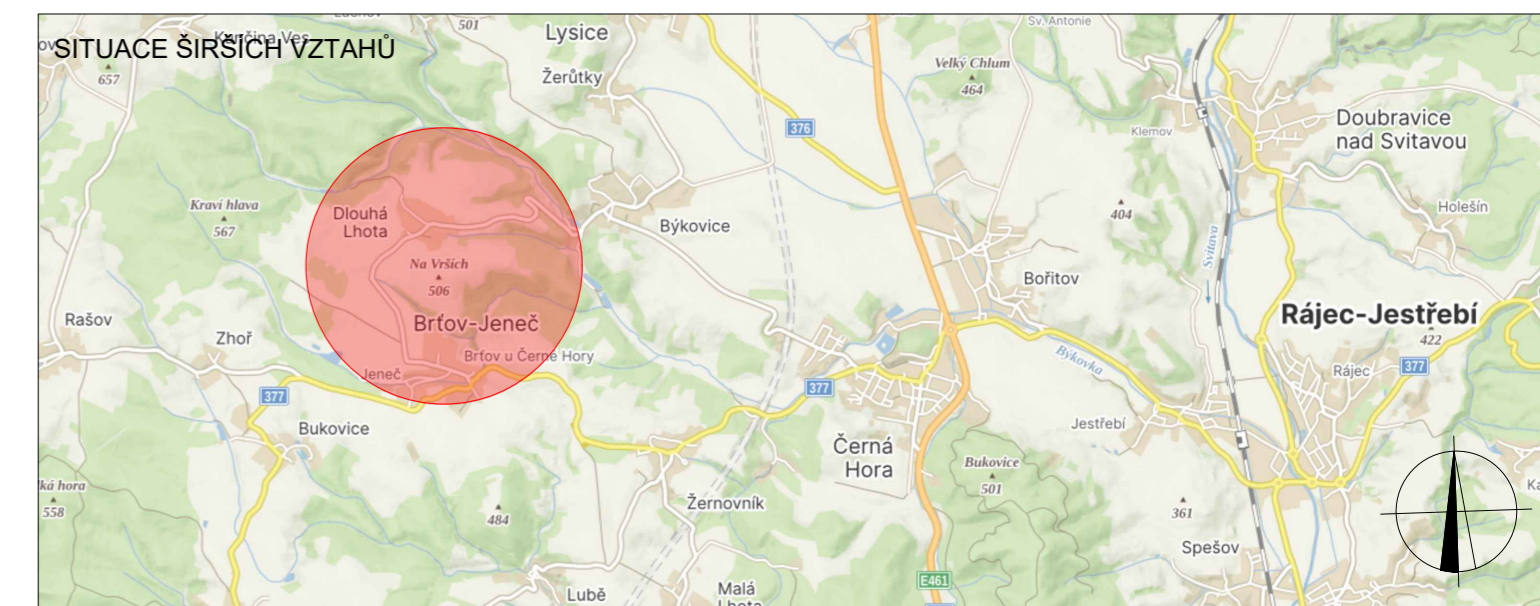 SITUACE ŠIRŠÍCH VZTAHŮ
501
Lysice
Sv. Antonie
657
Žerůtky
Velký Chlum
464
376
Klemov
Doubravice
nad Svitavou
Kraví hlava
567
Dlouhá
Lhota
Býkovice
404
Holešín
Svitava
Na Vrších
506
Bořitov
Rašov
Zhoř
Brťov-Jeneč
Rájec-Jestřebí
422
Brťov u Černé Hory
Jeneč
Býkovka
Rájec
377
377
377
Bukovice
Jestřebí
Černá
Hora
Bukovice
501
558
484
Žernovník
361
Spešov
E461
Lubě
Malá
Lhota